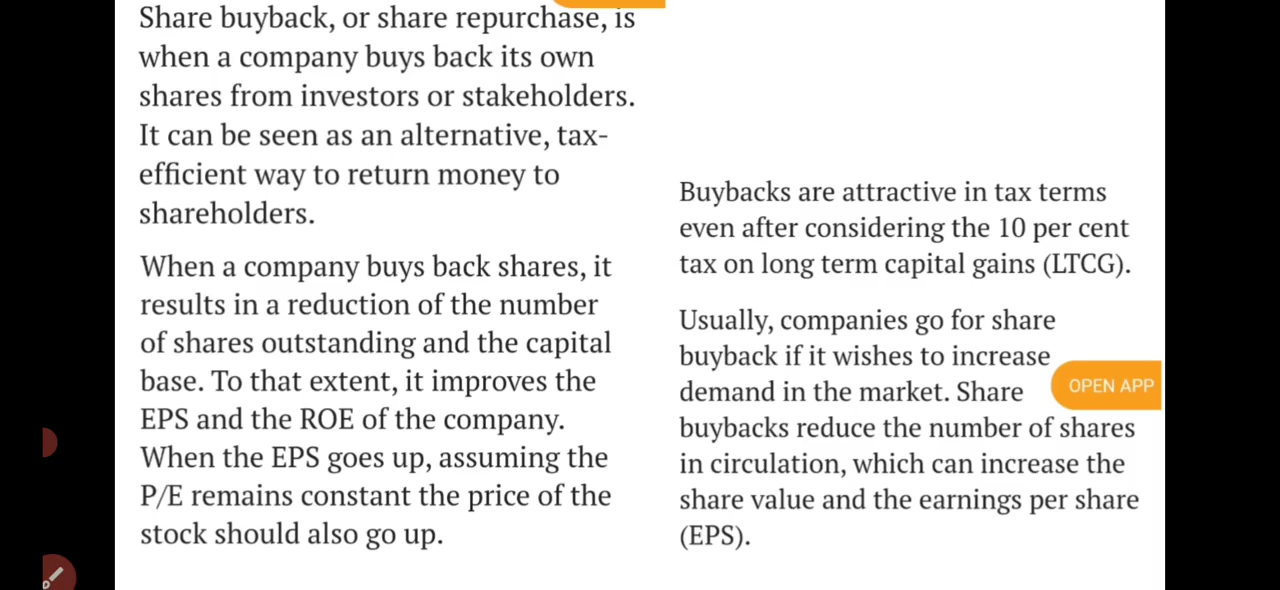 Share buyback, or share repurchase, is
when a company buys back its own
shares from investors or stakeholders.
It can be seen as an alternative, tax-
efficient way to return money to
shareholders.
When a company buys back shares, it
results in a reduction of the number
of shares outstanding and the capital
base. To that extent, it improves the
EPS and the ROE of the company.
When the EPS goes up, assuming the
P/E remains constant the price of the
stock should also go up.
Buybacks are attractive in tax terms
even after considering the 10 per cent
tax on long term capital gains (LTCG).
Usually, companies go for share
buyback if it wishes to increase
demand in the market. Share
buybacks reduce the number of shares
in circulation, which can increase the
share value and the earnings per share
(EPS).
OPEN APP